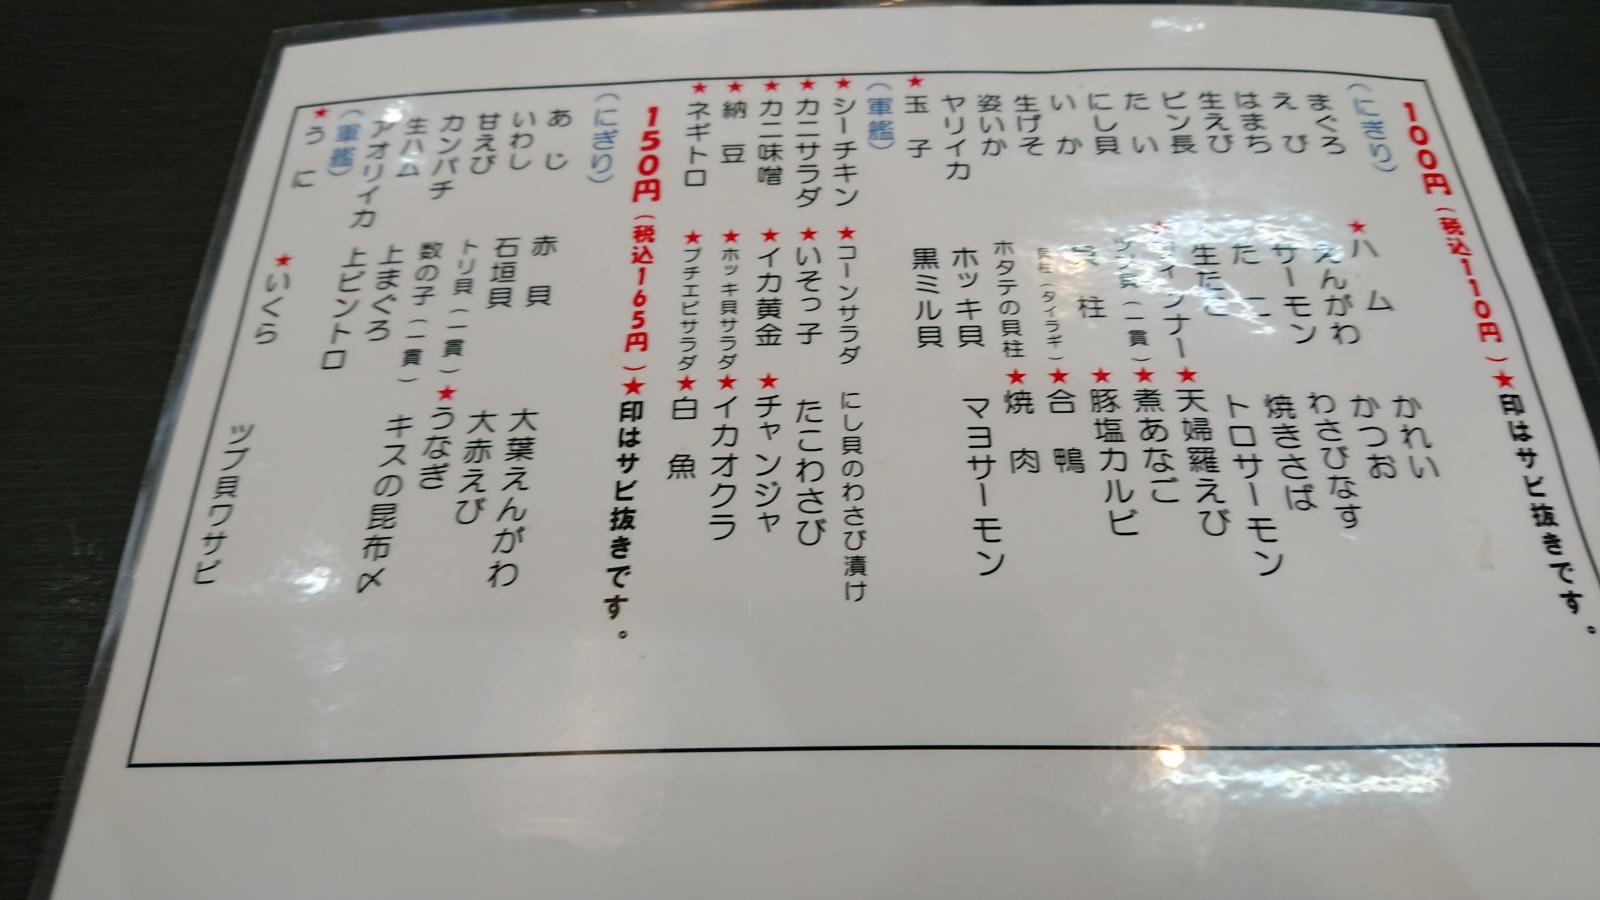 100円(税込110円)★印はサビ抜きです。
(にぎり)
まぐろ
えび
はまち
生えび
ビン長
たい
にし貝
いか
生げそ
姿いか
ヤリイカ
★玉子
★ハム
えんがわ
サーモン
たこ
生たこ
貝柱
貝柱(タイラギ)
ホタテの貝柱
ホッキ貝
黒ミル貝
かれい
かつお
わさびなす
焼きさば
トロサーモン
★天婦羅えび
★煮あなご
★豚塩カルビ
★合鴨
★焼肉
マヨサーモン
(軍艦)
★シーチキン
★カニサラダ
★カニ味噌
★納豆
★ネギトロ
★コーンサラダ
★いそっ子
★イカ黄金
★ホッキ貝サラダ
★プチエビサラダ
にし貝のわさび漬け
たこわさび
★チャンジャ
★イカオクラ
★白魚
150円(税込165円)★印はサビ抜きです。
(にぎり)
あじ
いわし
甘えび
カンパチ
生ハム
アオリイカ
赤貝
石垣貝
トリ貝(一貫)
数の子(一貫)
上まぐろ
上ビントロ
大葉えんがわ
大赤えび
★うなぎ
キスの昆布〆
(軍艦)
★うに
★いくら
ツブ貝ワサビ